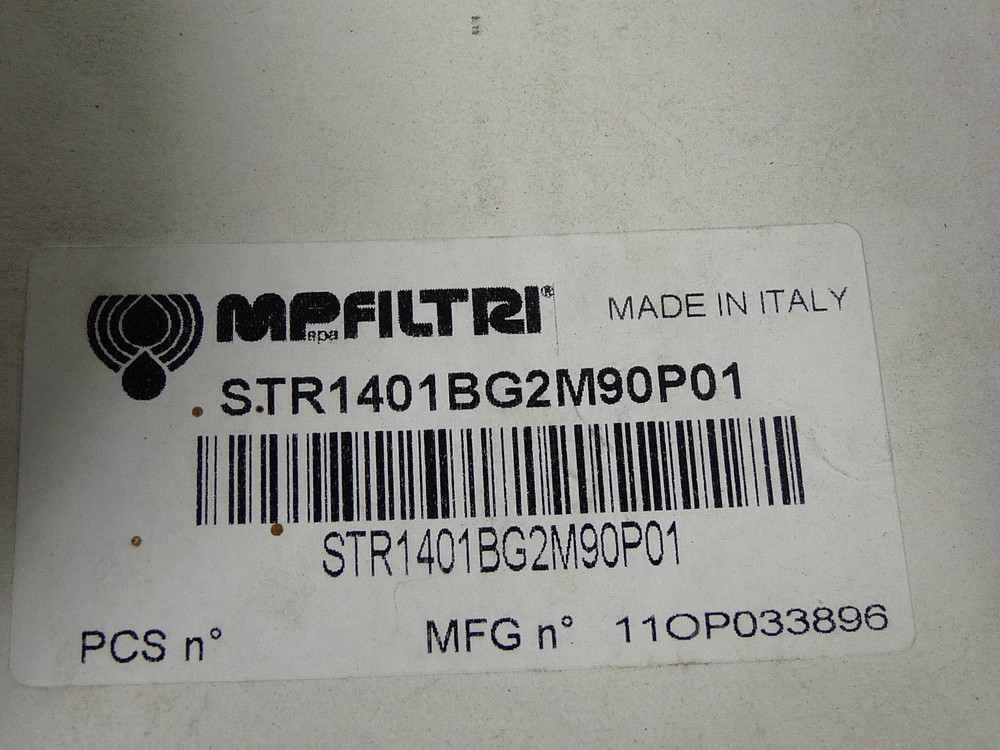 MPFILTRI®
spa
MADE IN ITALY
STR1401BG2M90P01
STR1401BG2M90P01
PCS n° MFG n° 11OP033896